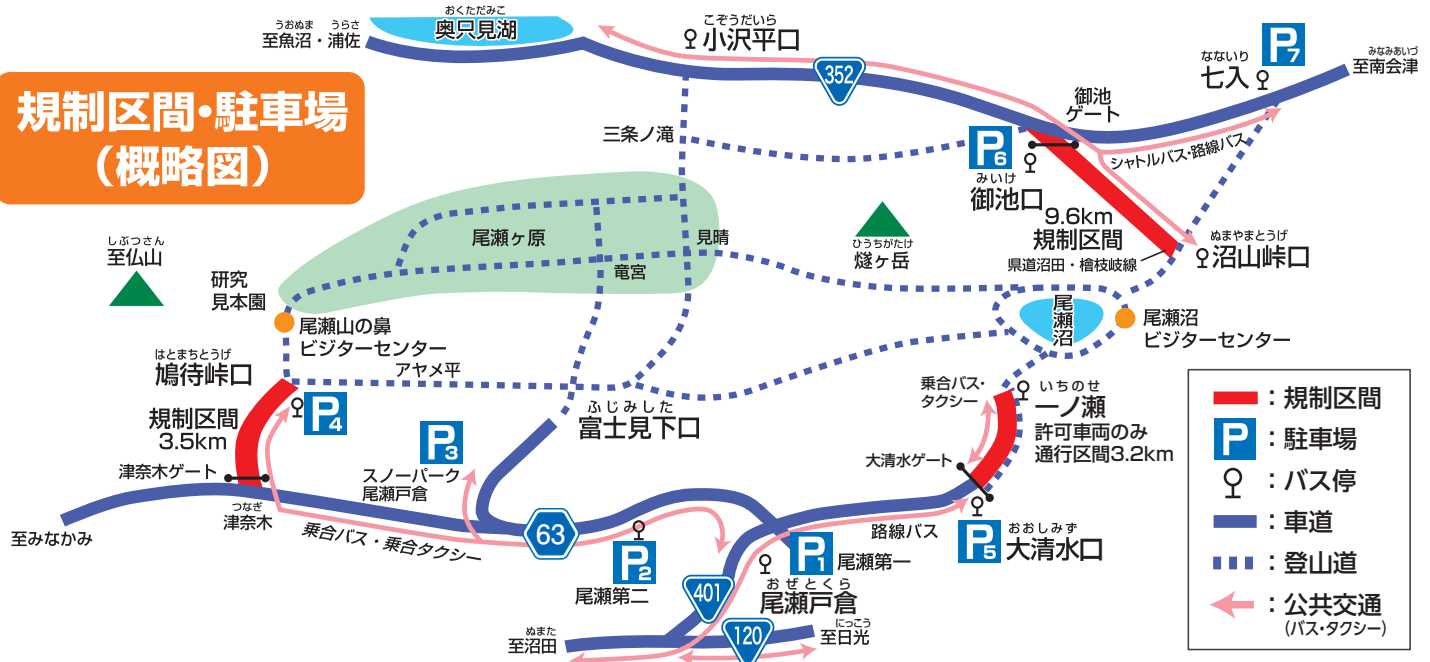 規制区間・駐車場
(概略図)
うおぬま うらさ
至魚沼・浦佐
おくただみこ
奥只見湖
こぞうだいら
小沢平口
352
御池
ゲート
なないり
七入
P7
みなみあいづ
至南会津
シャトルバス・路線バス
三条ノ滝
P6
みいけ
御池口
9.6km
規制区間
県道沼田・檜枝岐線
ぬまやまとうげ
沼山峠口
しぶつさん
至仏山
尾瀬ヶ原
見晴
竜宮
ひうちがたけ
燧ヶ岳
研究
見本園
尾瀬山の鼻
ビジターセンター
尾瀬沼
尾瀬沼
ビジターセンター
はとまちとうげ
鳩待峠口
アヤメ平
規制区間
3.5km
P4
ふじみした
富士見下口
乗合バス・
タクシー
いちのせ
一ノ瀬
許可車両のみ
通行区間3.2km
P3
スノーパーク
尾瀬戸倉
大清水ゲート
津奈木ゲート
つなぎ
津奈木
至みなかみ
乗合バス・乗合タクシー
63
P2
尾瀬第二
P1
尾瀬第一
路線バス
P5
おおしみず
大清水口
おぜとくら
尾瀬戸倉
401
120
ぬまた
至沼田
にっこう
至日光
:規制区間
P:駐車場
:バス停
:車道
:登山道
:公共交通
(バス・タクシー)